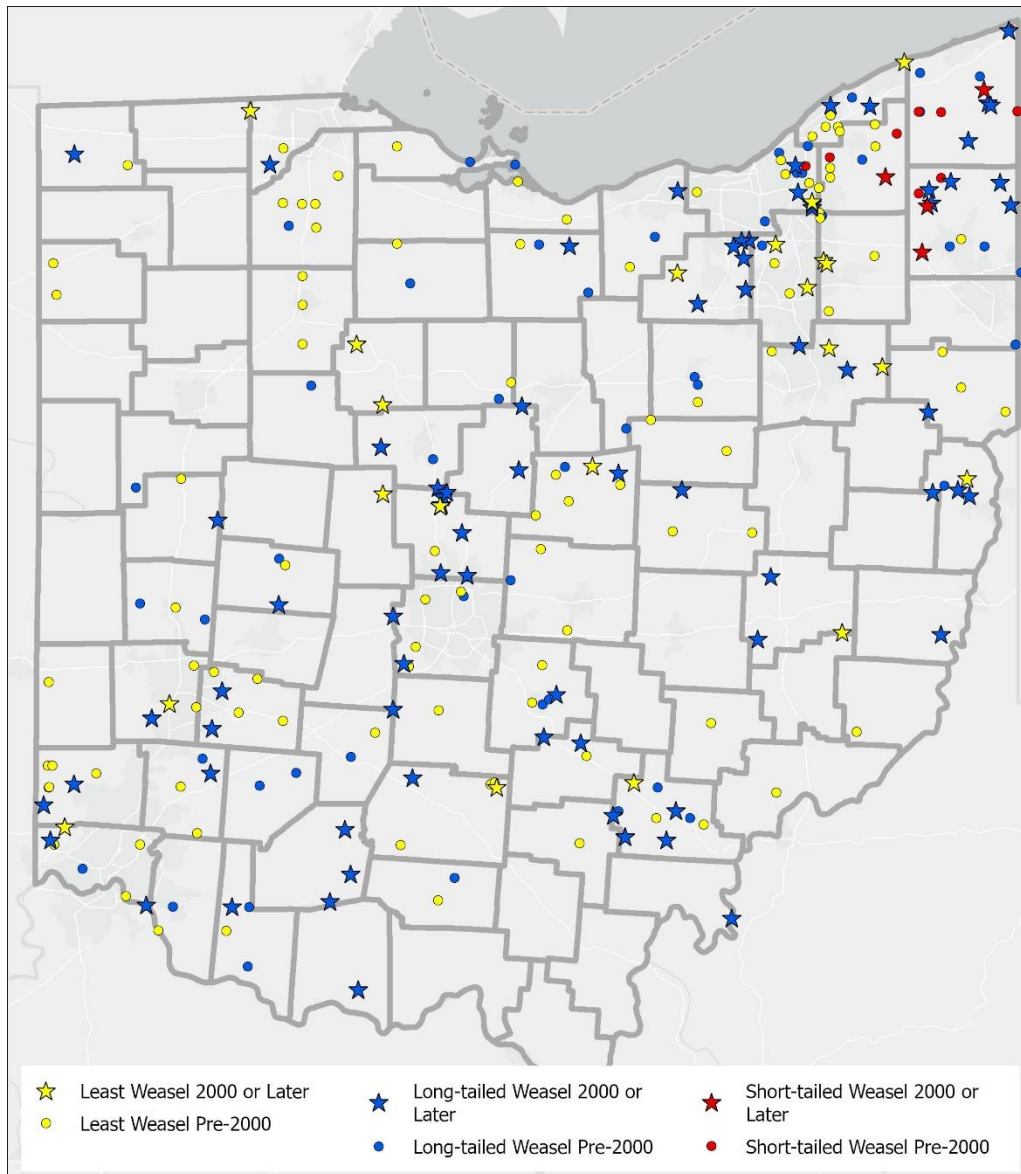 Least Weasel 2000 or Later
Least Weasel Pre-2000
Long-tailed Weasel 2000 or
Later
Long-tailed Weasel Pre-2000
Short-tailed Weasel 2000 or
Later
Short-tailed Weasel Pre-2000